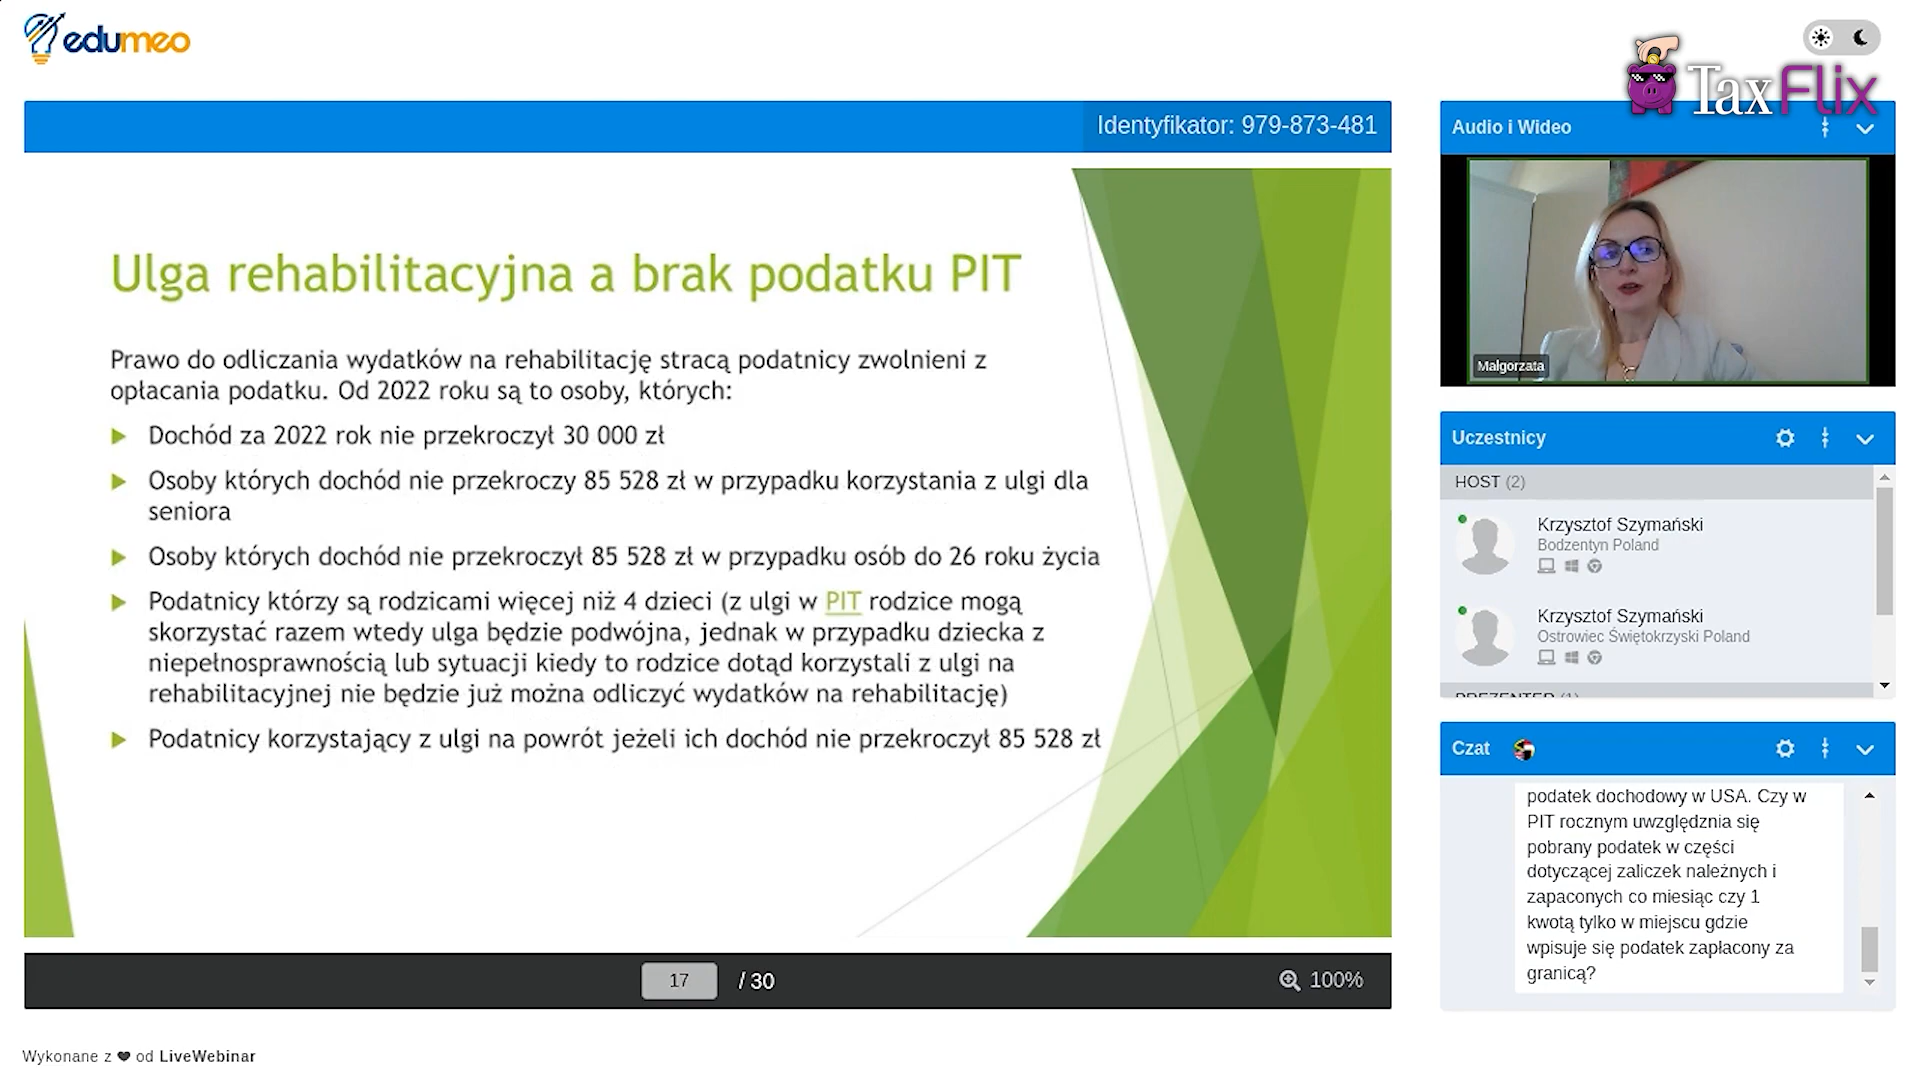 edumeo
TaxFlix
Identyfikator: 979-873-481
Ulga rehabilitacyjna a brak podatku PIT
Prawo do odliczania wydatków na rehabilitację stracą podatnicy zwolnieni z
opłacania podatku. Od 2022 roku są to osoby, których:
Dochód za 2022 rok nie przekroczył 30 000 zł
Osoby których dochód nie przekroczy 85 528 zł w przypadku korzystania z ulgi dla
seniora
Osoby których dochód nie przekroczył 85 528 zł w przypadku osób do 26 roku życia
Podatnicy którzy są rodzicami więcej niż 4 dzieci (z ulgi w PIT rodzice mogą
skorzystać razem wtedy ulga będzie podwójna, jednak w przypadku dziecka z
niepełnosprawnością lub sytuacji kiedy to rodzice dotąd korzystali z ulgi na
rehabilitacyjnej nie będzie już można odliczyć wydatków na rehabilitację)
Podatnicy korzystający z ulgi na powrót jeżeli ich dochód nie przekroczył 85 528 zł
17 / 30
100%
Wykonane z ❤ od LiveWebinar
Audio i Wideo
Małgorzata
Uczestnicy
HOST (2)
Krzysztof Szymański
Bodzentyn Poland
Krzysztof Szymański
Ostrowiec Świętokrzyski Poland
PREZENTER (1)
Czat
podatek dochodowy w USA. Czy w
PIT rocznym uwzględznia się
pobrany podatek w części
dotyczącej zaliczek należnych i
zapaconych co miesiąc czy 1
kwotą tylko w miejscu gdzie
wpisuje się podatek zapłacony za
granicą?